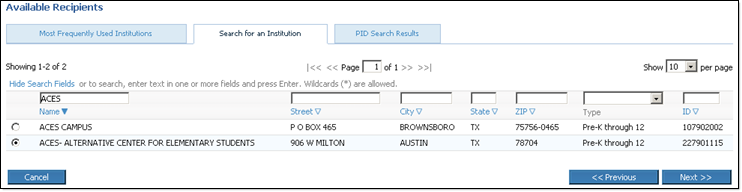 Available Recipients
Most Frequently Used Institutions Search for an Institution PID Search Results
Showing 1-2 of 2 |<< << Page 1 of 1 >> >>| Show 10 per page
Hide Search Fields or to search, enter text in one or more fields and press Enter. Wildcards (*) are allowed.
ACES
Name ▼ Street ▽ City ▽ State ▽ ZIP ▽ Type ID ▽
ACES CAMPUS P O BOX 465 BROWNSBORO TX 75756-0465 Pre-K through 12 107902002
ACES- ALTERNATIVE CENTER FOR ELEMENTARY STUDENTS 906 W MILTON AUSTIN TX 78704 Pre-K through 12 227901115
Cancel << Previous Next >>